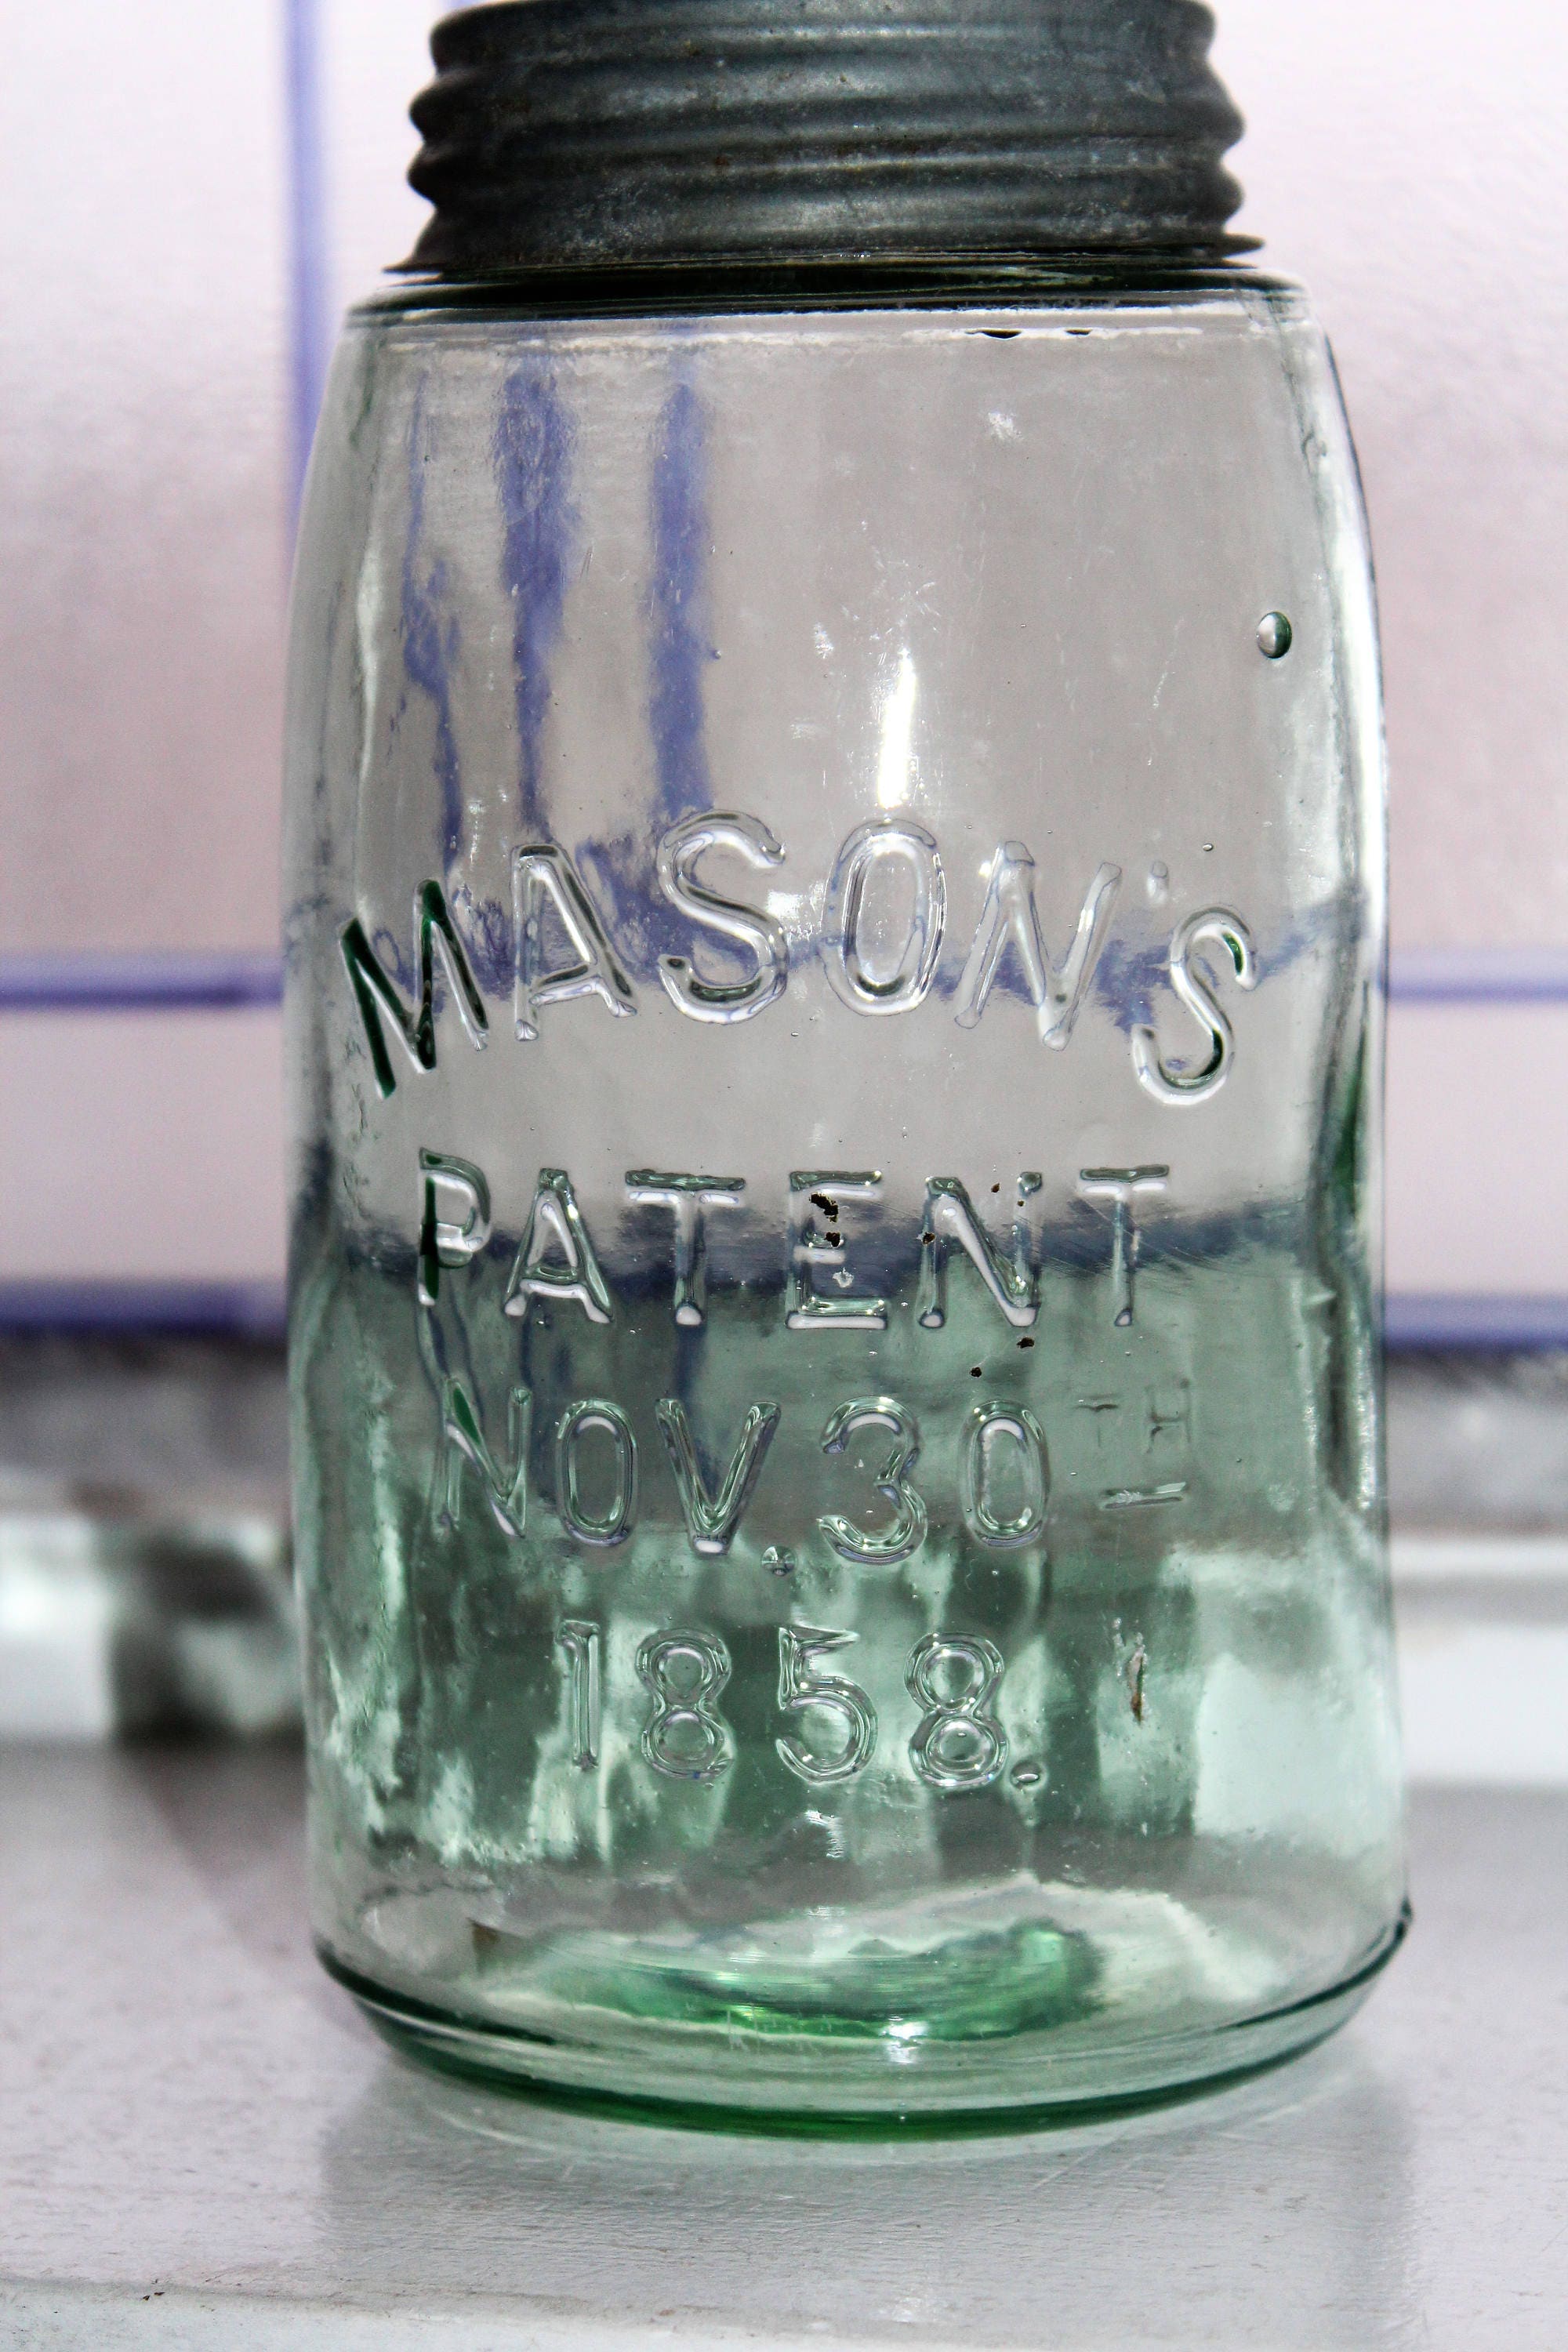 MASON'S
PATENT
NOV. 30TH
1858.